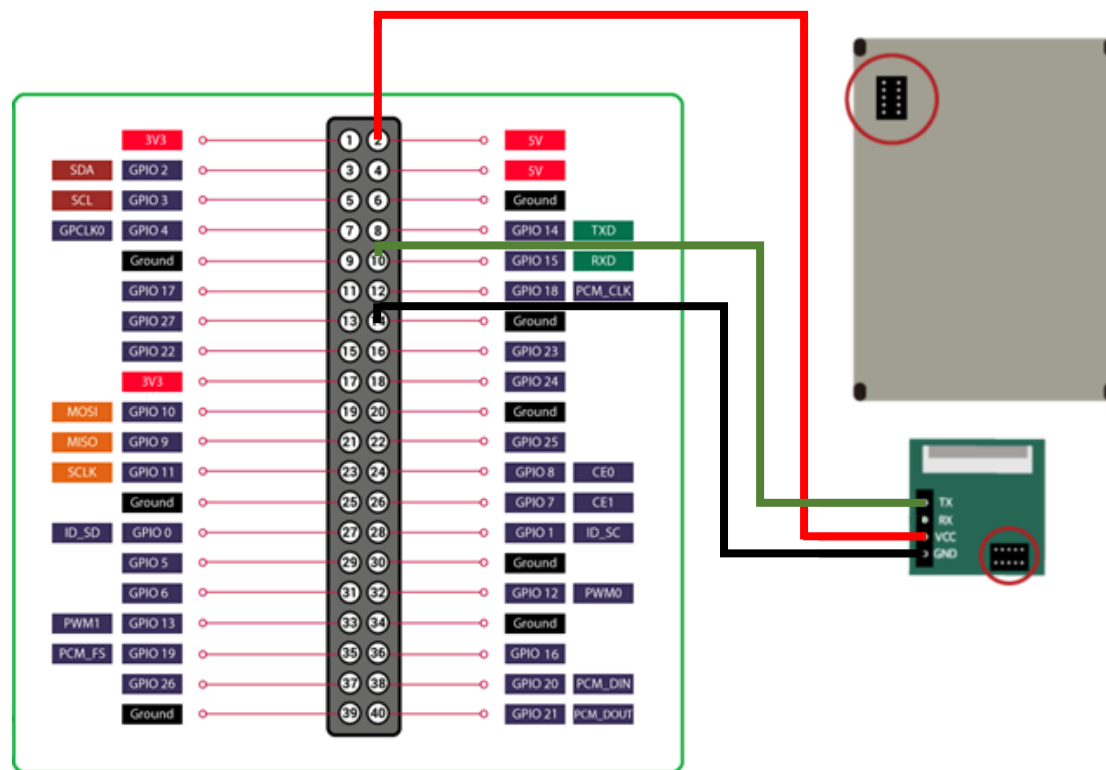 3V3 1 2 5V
SDA GPIO 2 3 4 5V
SCL GPIO 3 5 6 Ground
GPCLK0 GPIO 4 7 8 GPIO 14 TXD
Ground 9 10 GPIO 15 RXD
GPIO 17 11 12 GPIO 18 PCM_CLK
GPIO 27 13 14 Ground
GPIO 22 15 16 GPIO 23
3V3 17 18 GPIO 24
MOSI GPIO 10 19 20 Ground
MISO GPIO 9 21 22 GPIO 25
SCLK GPIO 11 23 24 GPIO 8 CE0
Ground 25 26 GPIO 7 CE1
ID_SD GPIO 0 27 28 GPIO 1 ID_SC
GPIO 5 29 30 Ground
GPIO 6 31 32 GPIO 12 PWM0
PWM1 GPIO 13 33 34 Ground
PCM_FS GPIO 19 35 36 GPIO 16
GPIO 26 37 38 GPIO 20 PCM_DIN
Ground 39 40 GPIO 21 PCM_DOUT
TX
RX
VCC
GND